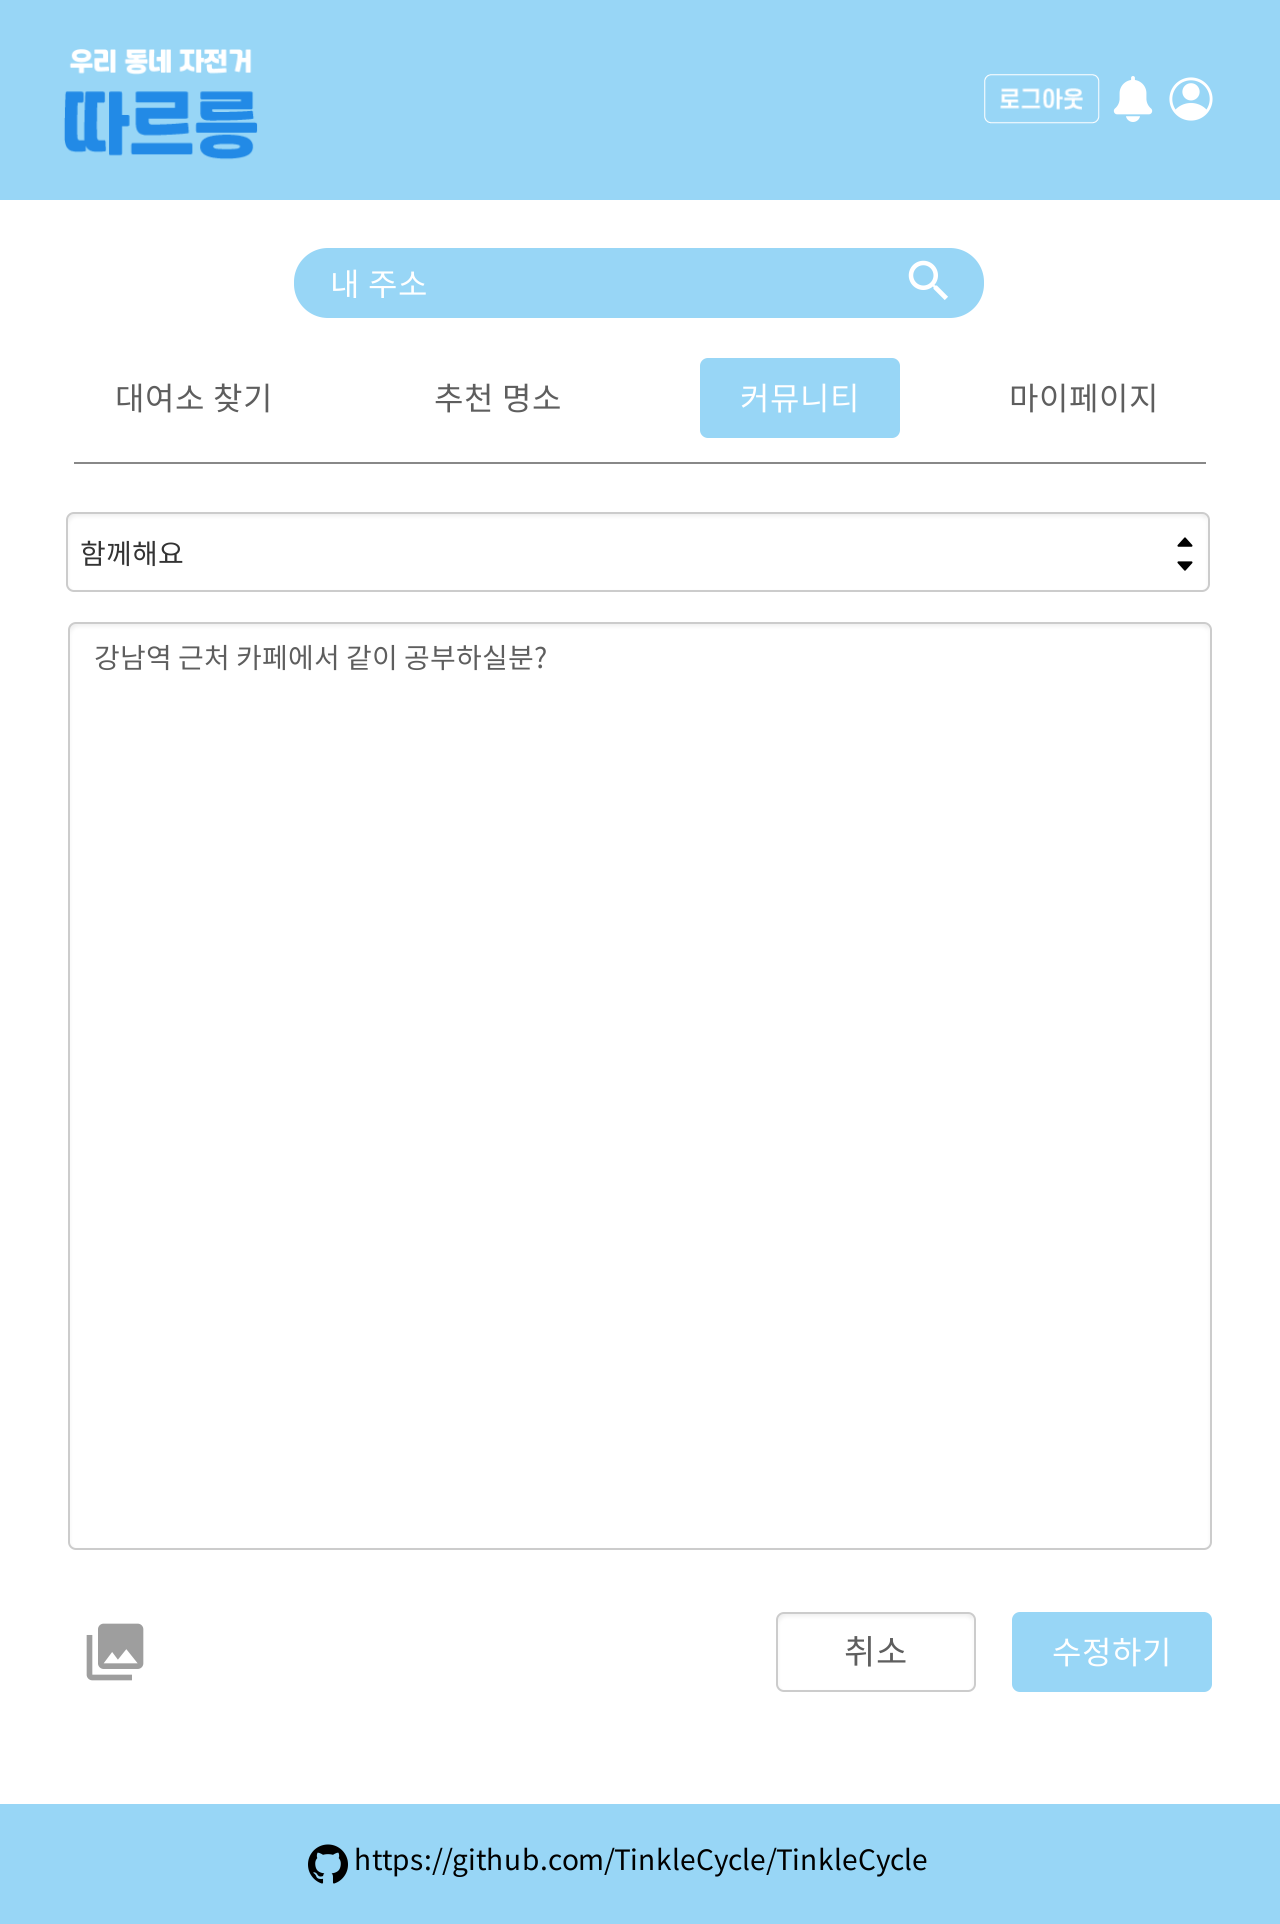 우리 동네 자전거
따르릉
로그아웃
내 주소
대여소 찾기
추천 명소
커뮤니티
마이페이지
함께해요
강남역 근처 카페에서 같이 공부하실분?
취소
수정하기
https://github.com/TinkleCycle/TinkleCycle